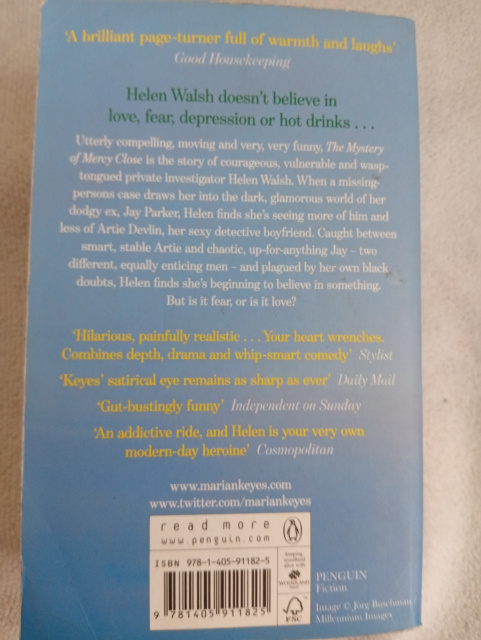 ‘A brilliant page-turner full of warmth and laughs’
Good Housekeeping
Helen Walsh doesn't believe in
love, fear, depression or hot drinks . . .
Utterly compelling, moving and very, very funny, The Mystery
of Mercy Close is the story of courageous, vulnerable and wasp-
tongued private investigator Helen Walsh. When a missing-
persons case draws her into the dark, glamorous world of her
dodgy ex, Jay Parker, Helen finds she's seeing more of him and
less of Artie Devlin, her sexy detective boyfriend. Caught between
smart, stable Artie and chaotic, up-for-anything Jay – two
different, equally enticing men – and plagued by her own black
doubts, Helen finds she's beginning to believe in something.
But is it fear, or is it love?
‘Hilarious, painfully realistic . . . Your heart wrenches.
Combines depth, drama and whip-smart comedy’ Stylist
‘Keyes’ satirical eye remains as sharp as ever’ Daily Mail
‘Gut-bustingly funny’ Independent on Sunday
‘An addictive ride, and Helen is your very own
modern-day heroine’ Cosmopolitan
www.mariankeyes.com
www.twitter.com/mariankeyes
read more
www.penguin.com
ISBN 978-1-405-91182-5
9 781405 911825
WOODLAND
FSC
PENGUIN
Fiction
Image © Jörg Buschmann /
Millennium Images